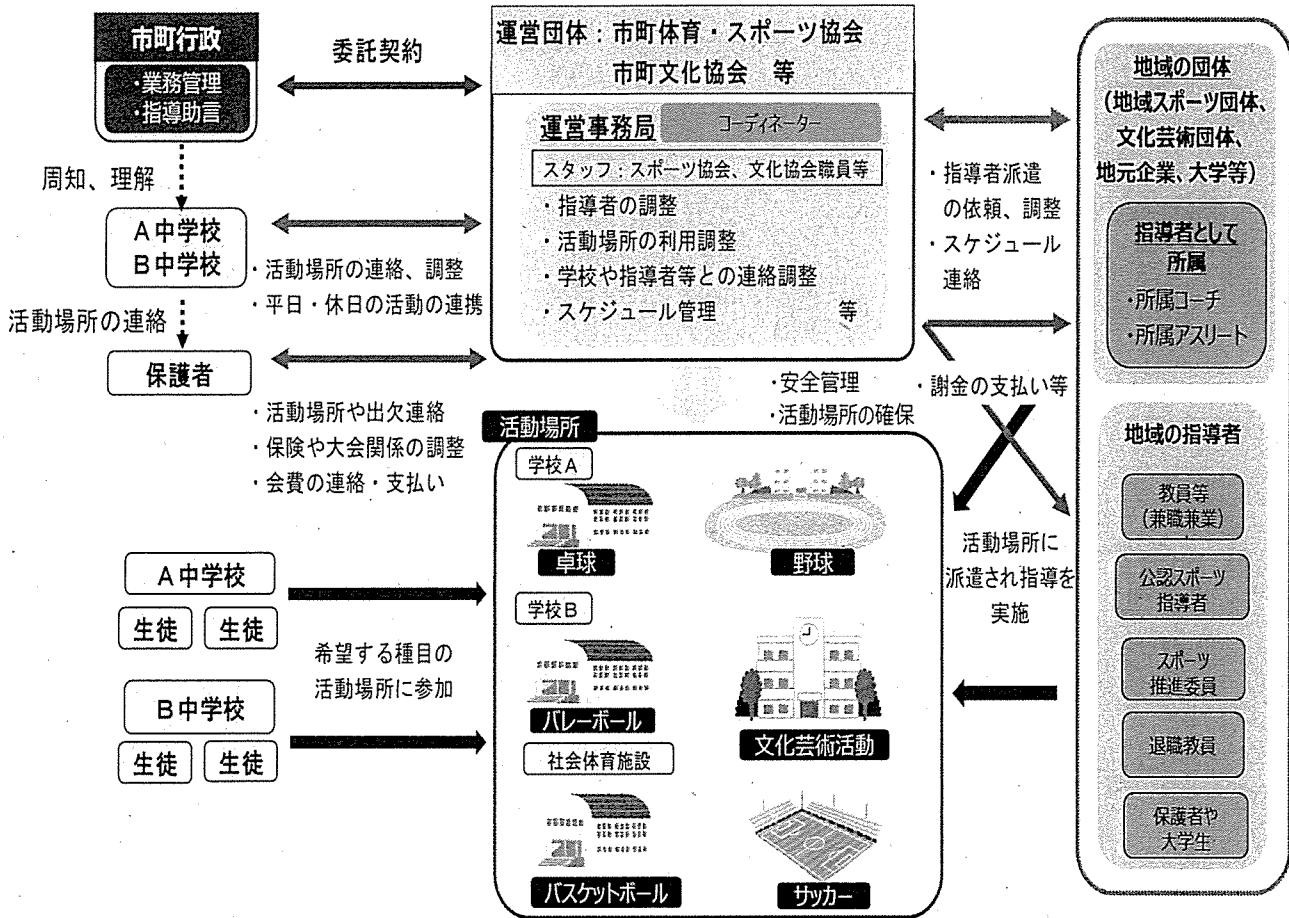 市町行政
・業務管理
・指導助言
委託契約
運営団体：市町体育・スポーツ協会
市町文化協会　等
運営事務局
コーディネーター
スタッフ：スポーツ協会、文化協会職員等
・指導者の調整
・活動場所の利用調整
・学校や指導者等との連絡調整
・スケジュール管理　等
周知、理解
A中学校
B中学校
・活動場所の連絡、調整
・平日・休日の活動の連携
活動場所の連絡
保護者
・活動場所や出欠連絡
・保険や大会関係の調整
・会費の連絡・支払い
・指導者派遣
の依頼、調整
・スケジュール
連絡
地域の団体
（地域スポーツ団体、
文化芸術団体、
地元企業、大学等）
指導者として
所属
・所属コーチ
・所属アスリート
・安全管理
・活動場所の確保
・謝金の支払い等
活動場所
学校A
卓球
野球
学校B
バレーボール
文化芸術活動
社会体育施設
バスケットボール
サッカー
A中学校
生徒
生徒
B中学校
生徒
生徒
希望する種目の
活動場所に参加
活動場所に
派遣され指導を
実施
地域の指導者
教員等
（兼職兼業）
公認スポーツ
指導者
スポーツ
推進委員
退職教員
保護者や
大学生